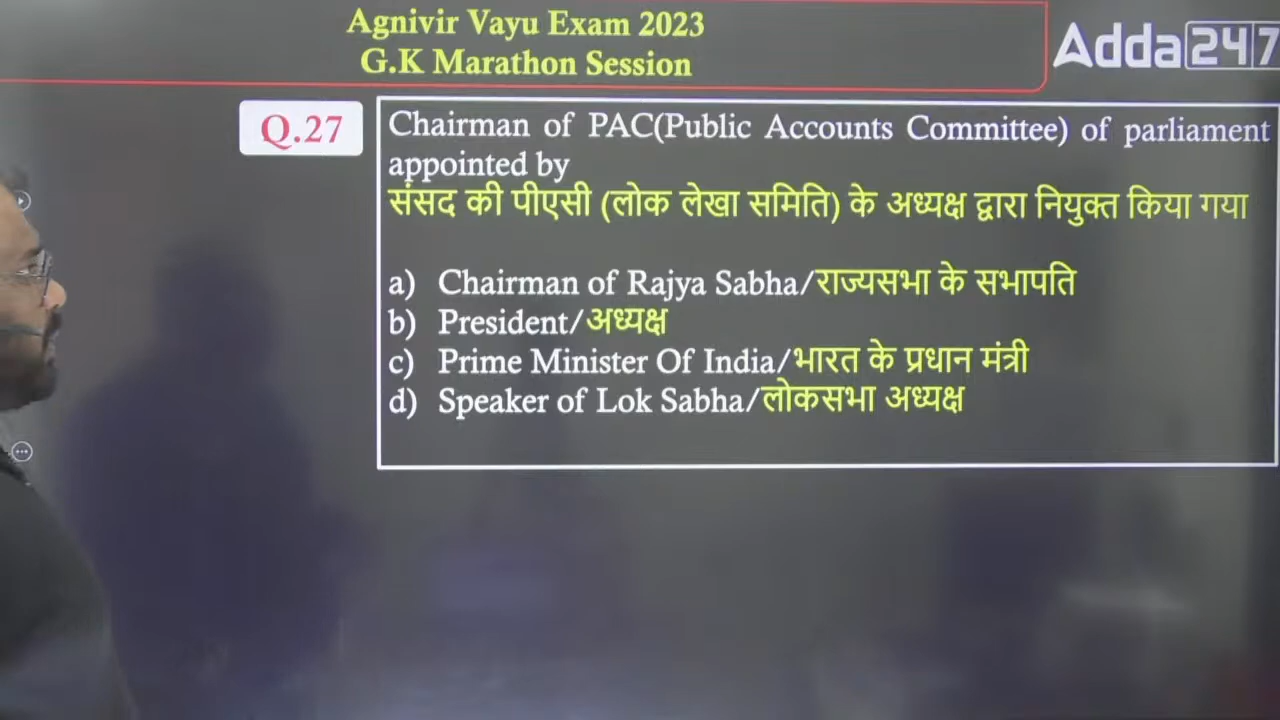 Agnivir Vayu Exam 2023
G.K Marathon Session
Adda247
Q.27
Chairman of PAC(Public Accounts Committee) of parliament
appointed by
संसद की पीएसी (लोक लेखा समिति) के अध्यक्ष द्वारा नियुक्त किया गया
a) Chairman of Rajya Sabha/राज्यसभा के सभापति
b) President/अध्यक्ष
c) Prime Minister Of India/भारत के प्रधान मंत्री
d) Speaker of Lok Sabha/लोकसभा अध्यक्ष